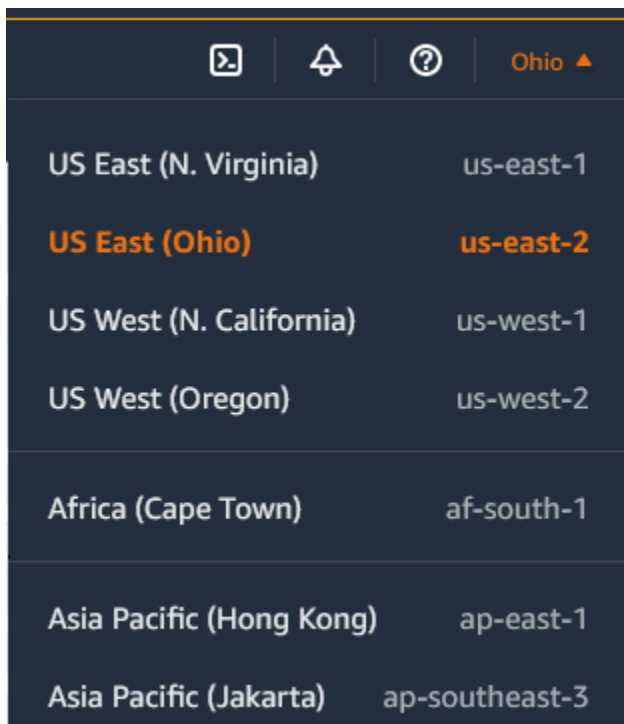 Ohio
US East (N. Virginia) us-east-1
US East (Ohio) us-east-2
US West (N. California) us-west-1
US West (Oregon) us-west-2
Africa (Cape Town) af-south-1
Asia Pacific (Hong Kong) ap-east-1
Asia Pacific (Jakarta) ap-southeast-3